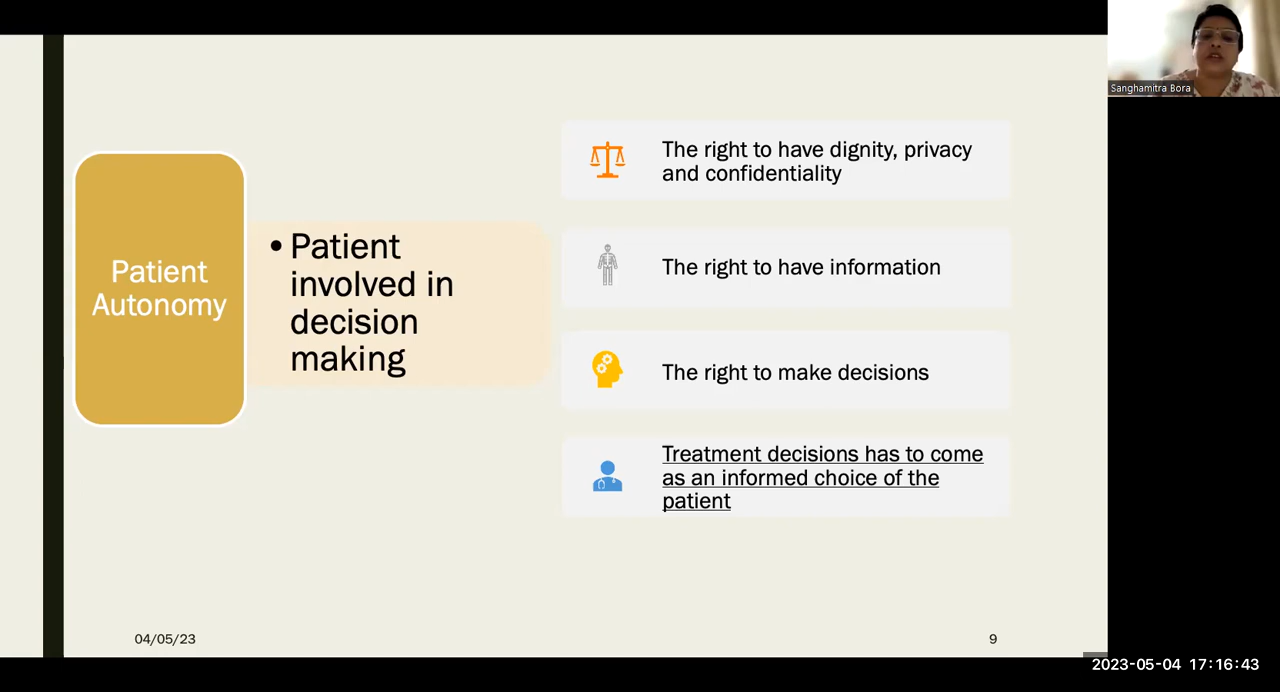 Patient
Autonomy
• Patient
involved in
decision
making
The right to have dignity, privacy
and confidentiality
The right to have information
The right to make decisions
Treatment decisions has to come
as an informed choice of the
patient
04/05/23
9
Sanghamitra Bora
2023-05-04 17:16:43